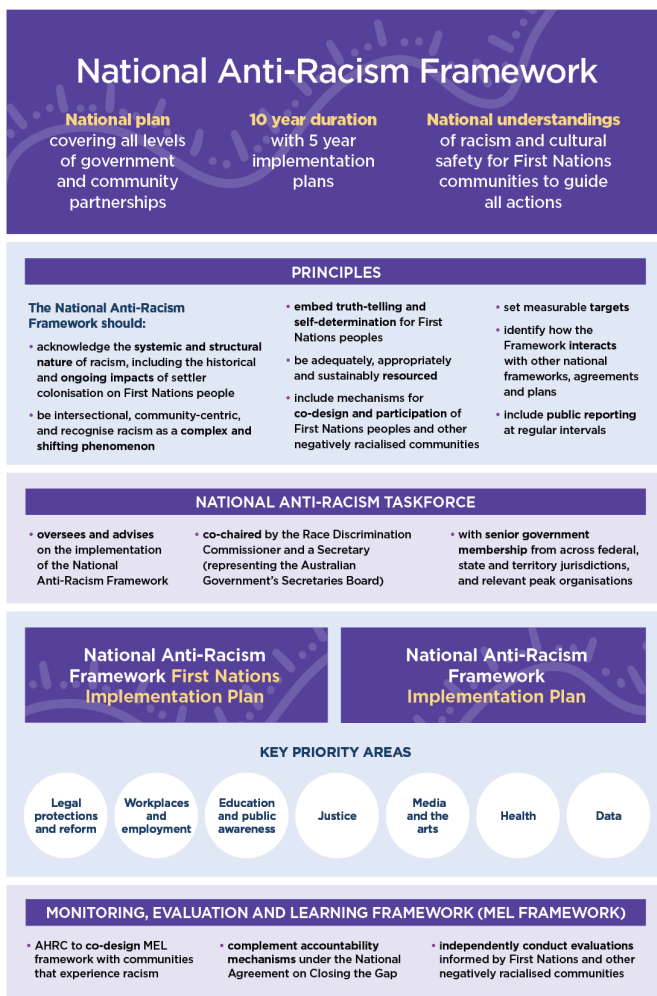 National Anti-Racism Framework
National plan
covering all levels
of government
and community
partnerships
10 year duration
with 5 year
implementation
plans
National understandings
of racism and cultural
safety for First Nations
communities to guide
all actions
PRINCIPLES
The National Anti-Racism
Framework should:
• acknowledge the systemic and structural
nature of racism, including the historical
and ongoing impacts of settler
colonisation on First Nations people
• be intersectional, community-centric,
and recognise racism as a complex and
shifting phenomenon
• embed truth-telling and
self-determination for First
Nations peoples
• be adequately, appropriately
and sustainably resourced
• include mechanisms for
co-design and participation of
First Nations peoples and other
negatively racialised communities
• set measurable targets
• identify how the
Framework interacts
with other national
frameworks, agreements
and plans
• include public reporting
at regular intervals
NATIONAL ANTI-RACISM TASKFORCE
• oversees and advises
on the implementation
of the National
Anti-Racism Framework
• co-chaired by the Race Discrimination
Commissioner and a Secretary
(representing the Australian
Government's Secretaries Board)
• with senior government
membership from across federal,
state and territory jurisdictions,
and relevant peak organisations
National Anti-Racism
Framework First Nations
Implementation Plan
National Anti-Racism
Framework
Implementation Plan
KEY PRIORITY AREAS
Legal
protections
and reform
Workplaces
and
employment
Education
and public
awareness
Justice
Media
and the
arts
Health
Data
MONITORING, EVALUATION AND LEARNING FRAMEWORK (MEL FRAMEWORK)
• AHRC to co-design MEL
framework with communities
that experience racism
• complement accountability
mechanisms under the National
Agreement on Closing the Gap
• independently conduct evaluations
informed by First Nations and other
negatively racialised communities